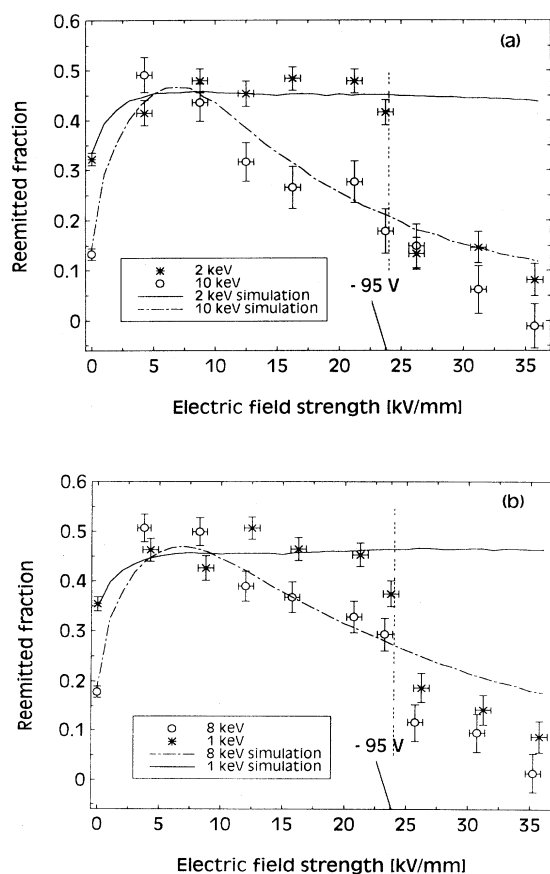 (a)
0.6
0.5
0.4
0.3
0.2
0.1
0
Reemitted fraction
2 keV
10 keV
2 keV simulation
10 keV simulation
- 95 V
0 5 10 15 20 25 30 35
Electric field strength [kV/mm]
(b)
0.6
0.5
0.4
0.3
0.2
0.1
0
Reemitted fraction
8 keV
1 keV
8 keV simulation
1 keV simulation
- 95 V
0 5 10 15 20 25 30 35
Electric field strength [kV/mm]